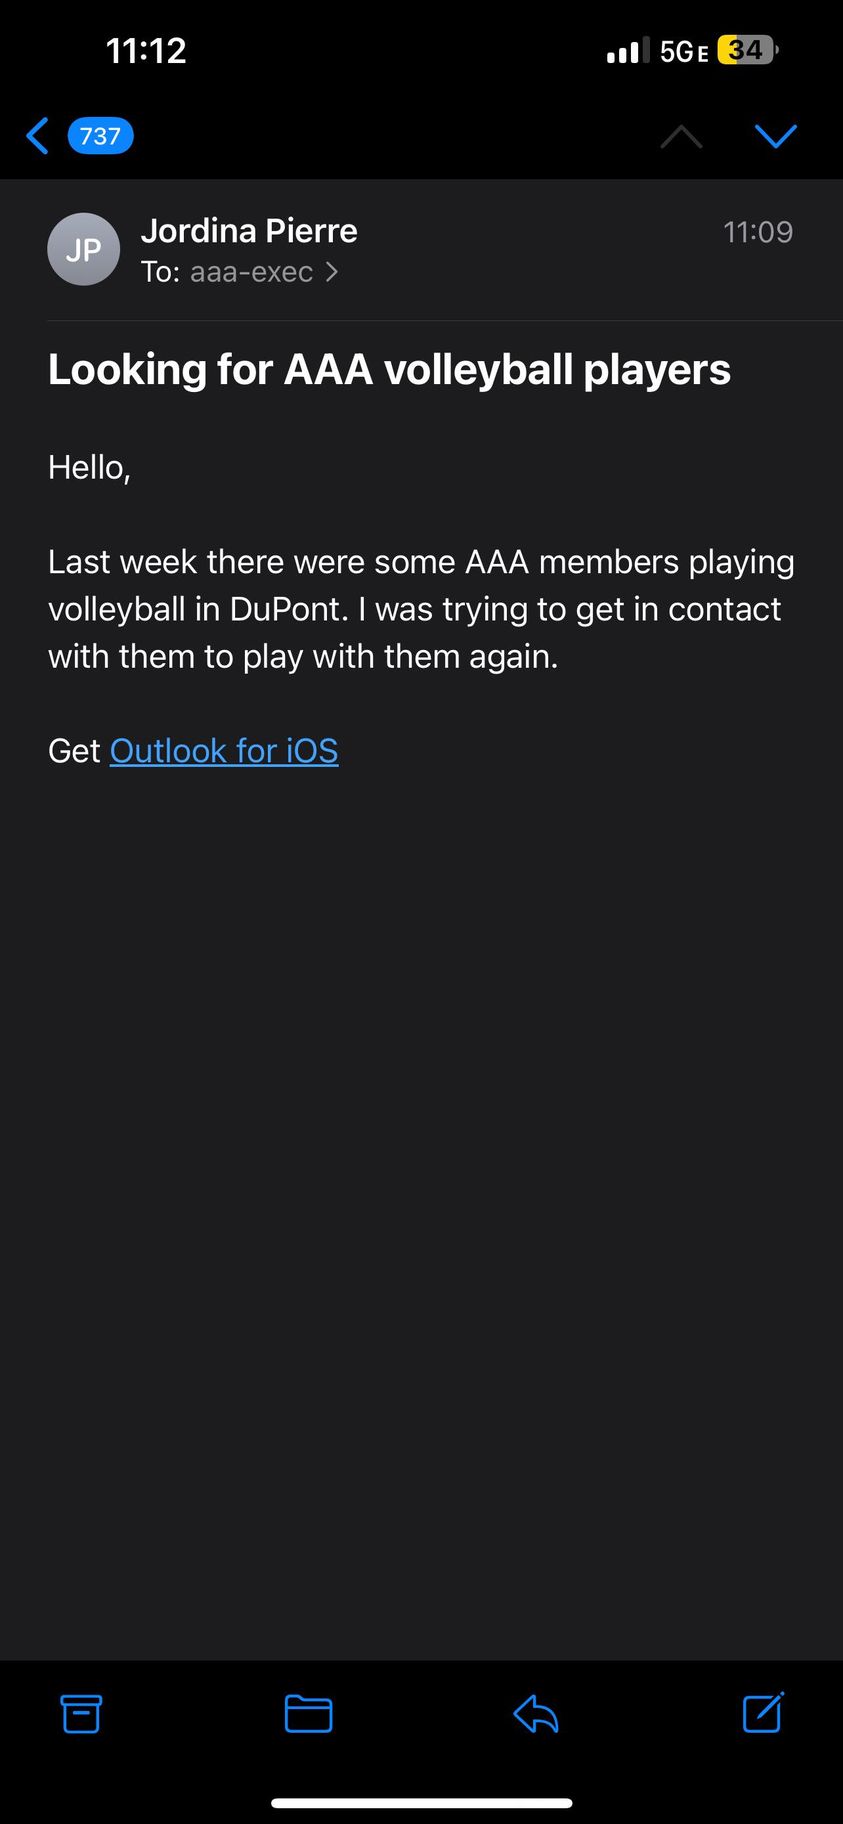 11:12
5GE 34
737
JP
Jordina Pierre
11:09
To: aaa-exec
Looking for AAA volleyball players
Hello,
Last week there were some AAA members playing
volleyball in DuPont. I was trying to get in contact
with them to play with them again.
Get Outlook for iOS